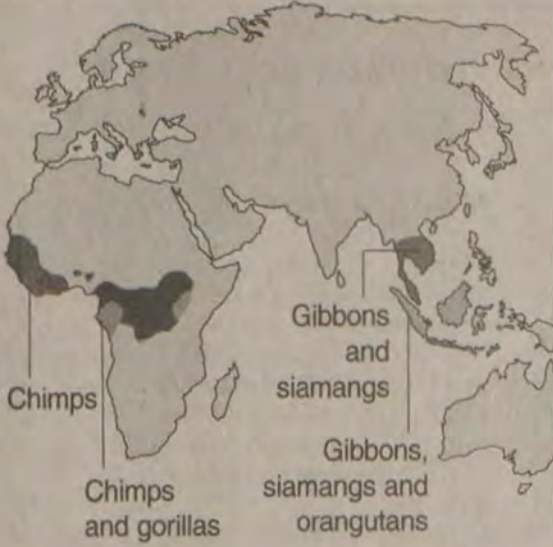 Chimps
Chimps
and gorillas
Gibbons
and
siamangs
Gibbons,
siamangs and
orangutans